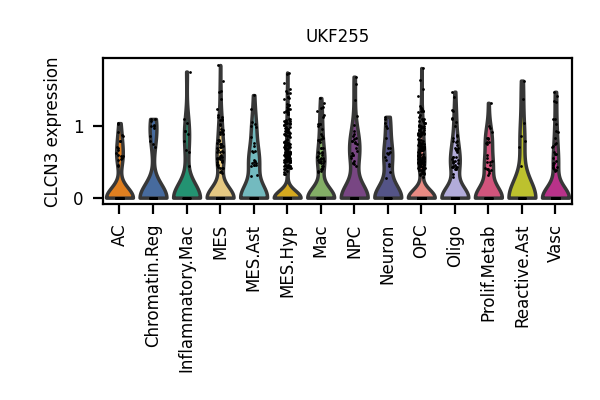 UKF255
CLCN3 expression
1
0
AC
Chromatin.Reg
Inflammatory.Mac
MES
MES.Ast
MES.Hyp
Mac
NPC
Neuron
OPC
Oligo
Prolif.Metab
Reactive.Ast
Vasc